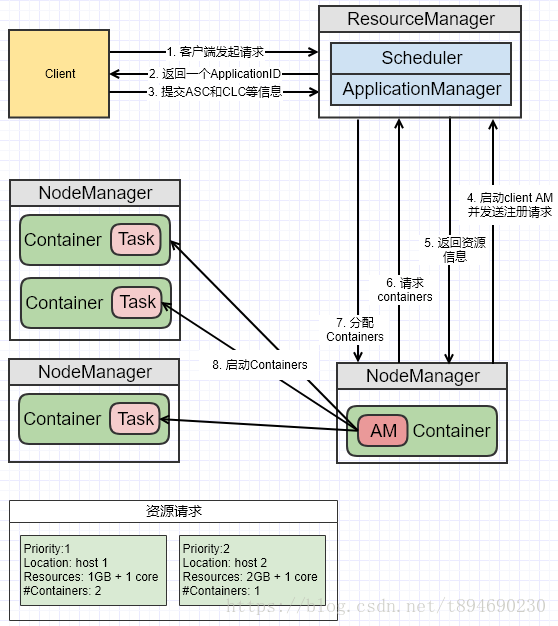 ResourceManager
Scheduler
ApplicationManager
Client
1. 客户端发起请求
2. 返回一个ApplicationID
3. 提交ASC和CLC等信息
4. 启动client AM
并发送注册请求
5. 返回资源
信息
6. 请求
containers
7. 分配
Containers
NodeManager
Container
Task
Container
Task
8. 启动Containers
NodeManager
Container
Task
NodeManager
AM
Container
资源请求
Priority:1
Location: host 1
Resources: 1GB + 1 core
#Containers: 2
Priority:2
Location: host 2
Resources: 2GB + 1 core
#Containers: 1
https://blog.csdn.net/t894690230